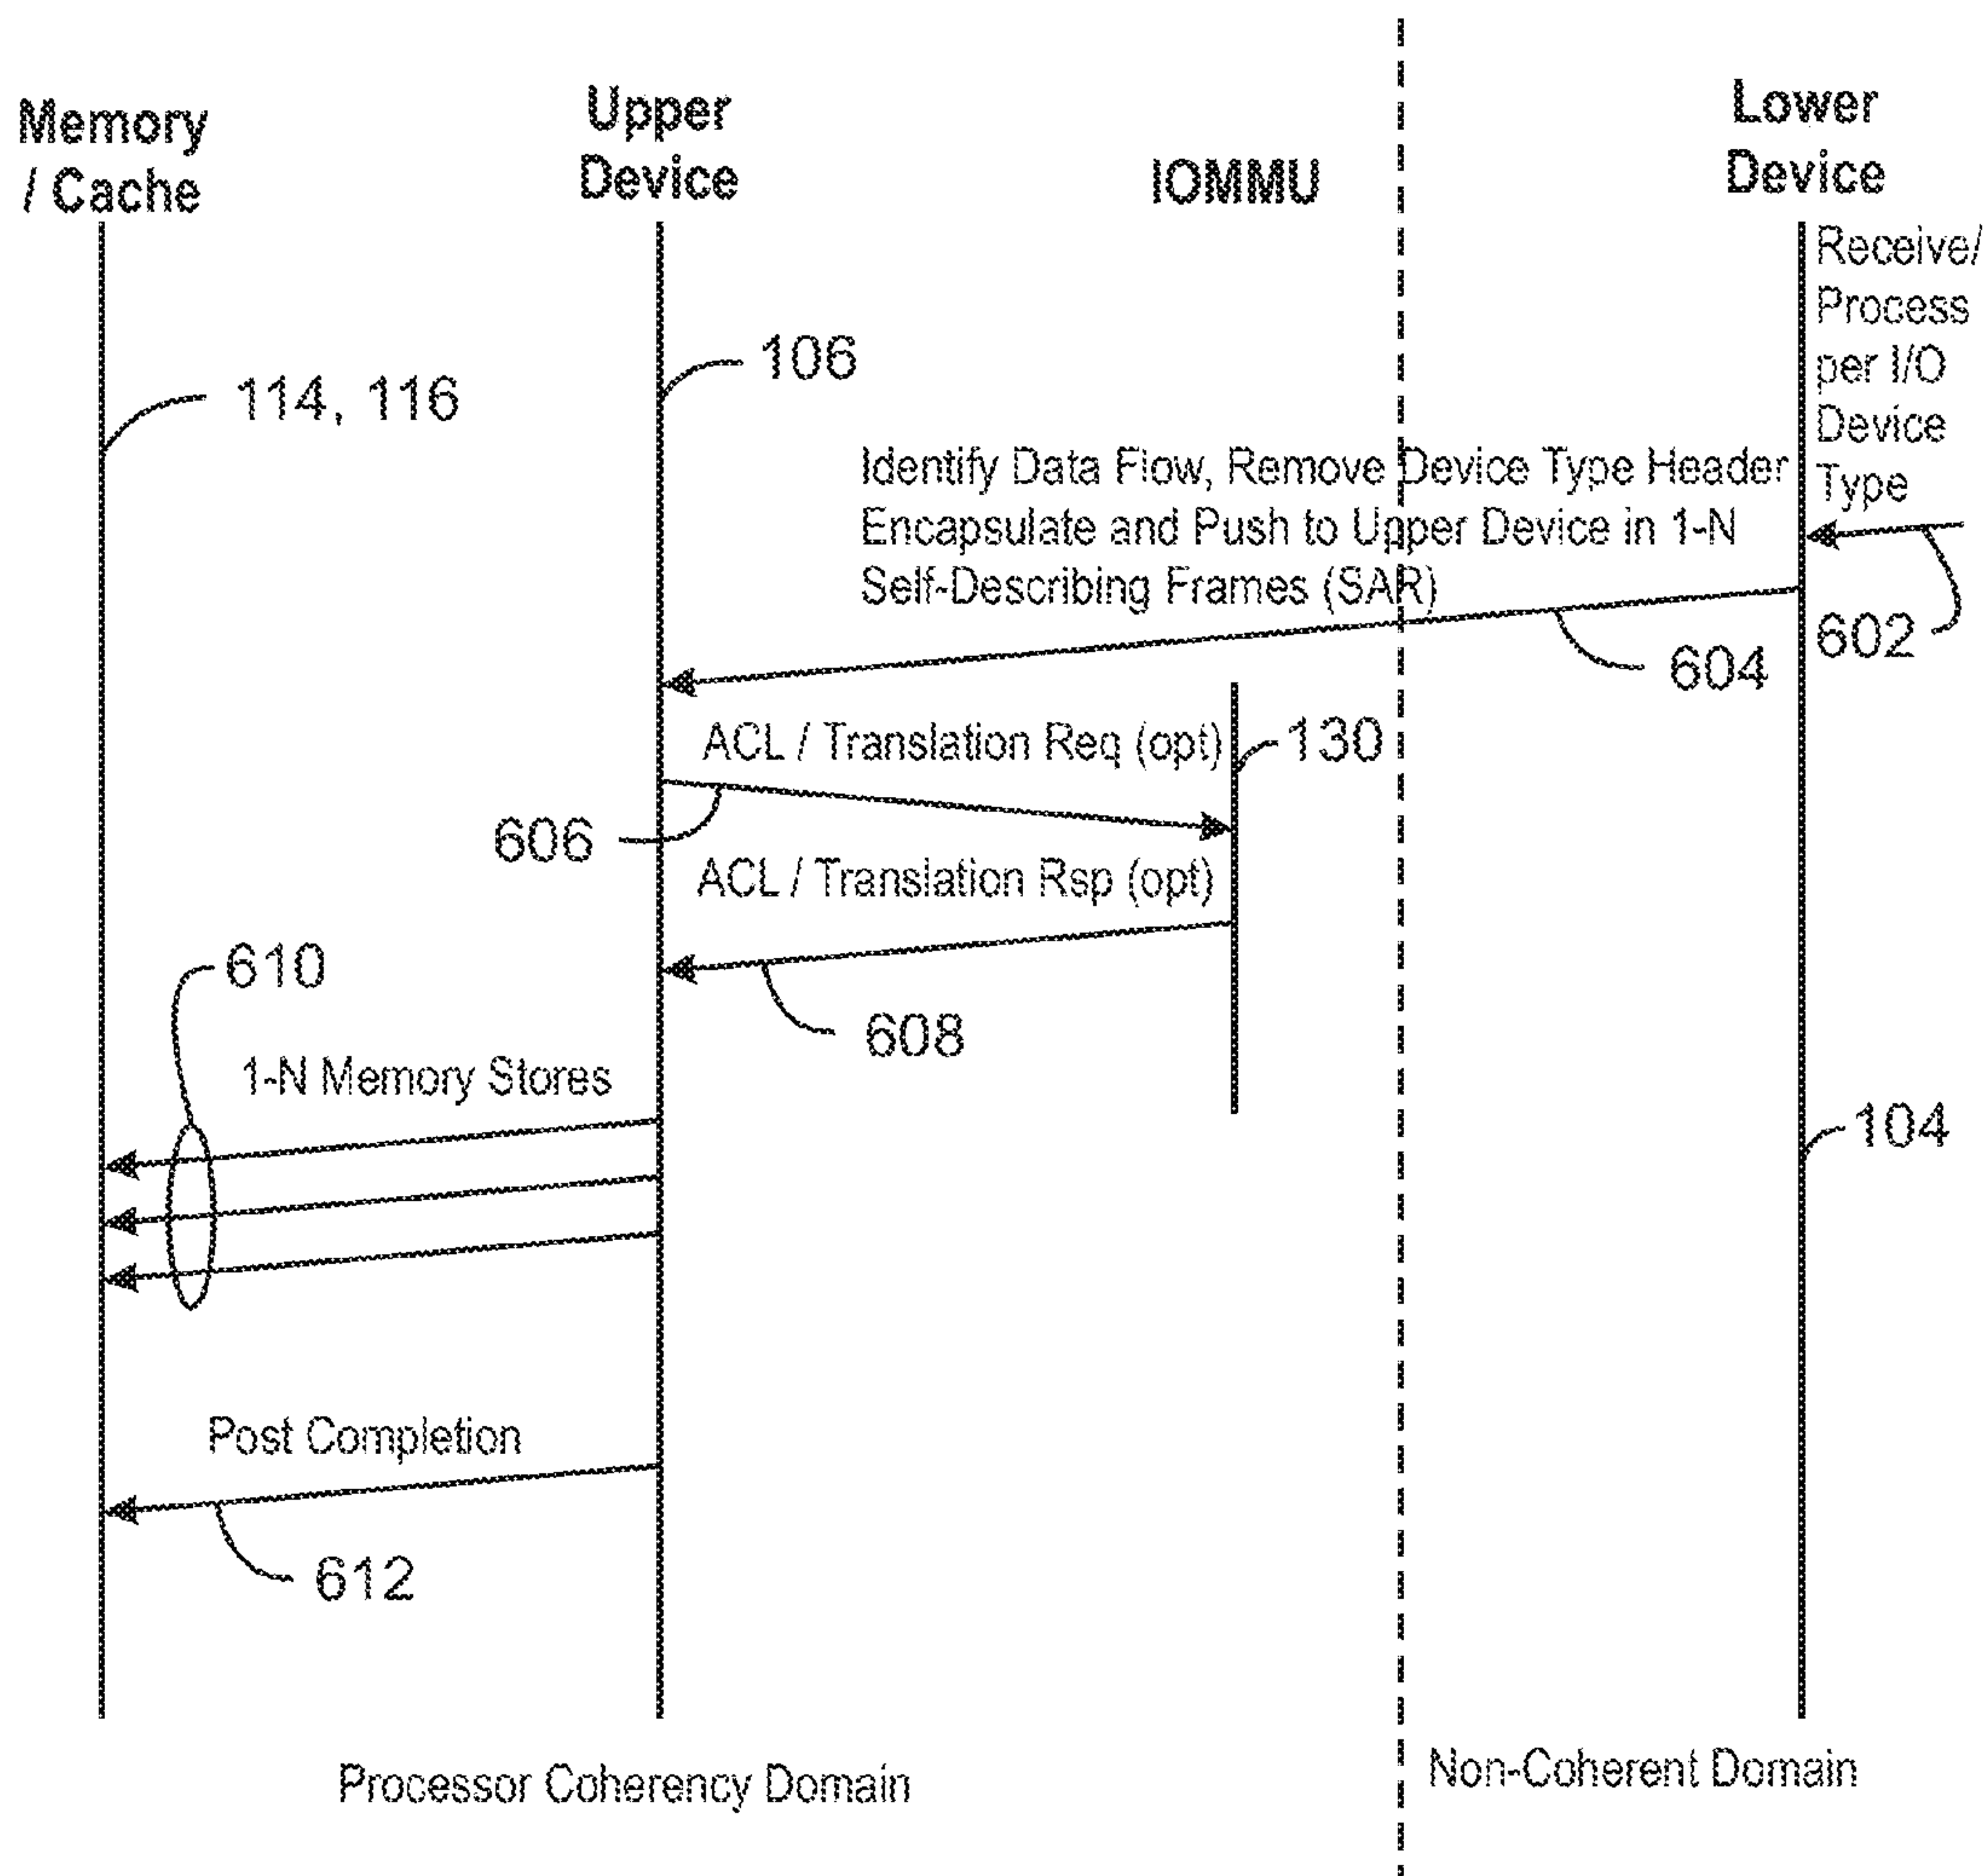 Memory
/ Cache
Upper
Device
IOMMU
Lower
Device
Receive/
Process
per I/O
Device
Type
106
114, 116
Identify Data Flow, Remove Device Type Header
Encapsulate and Push to Upper Device in 1-N
Self-Describing Frames (SAR)
602
604
ACL / Translation Req (opt)
130
606
ACL / Translation Rsp (opt)
610
608
1-N Memory Stores
104
Post Completion
612
Processor Coherency Domain
Non-Coherent Domain